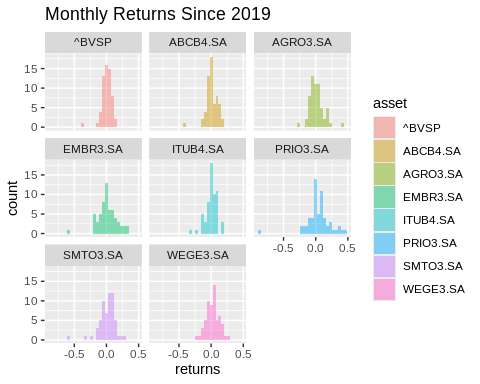 Monthly Returns Since 2019
^BVSP ABCB4.SA AGRO3.SA
15
10
5
0
EMBR3.SA ITUB4.SA PRIO3.SA
15
10
5
0
-0.5 0.0 0.5
SMTO3.SA WEGE3.SA
15
10
5
0
-0.5 0.0 0.5 -0.5 0.0 0.5
returns
count
asset
^BVSP
ABCB4.SA
AGRO3.SA
EMBR3.SA
ITUB4.SA
PRIO3.SA
SMTO3.SA
WEGE3.SA